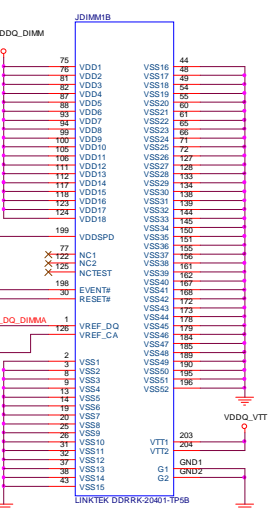 JDIMM1B
DDQ_DIMM
75 VDD1
76 VDD2
81 VDD3
82 VDD4
87 VDD5
88 VDD6
93 VDD7
94 VDD8
99 VDD9
100 VDD10
105 VDD11
106 VDD12
111 VDD13
112 VDD14
117 VDD15
118 VDD16
123 VDD17
124 VDD18
199 VDDSPD
77 NC1
122 NC2
125 NCTEST
198 EVENT#
30 RESET#
_DQ_DIMMA
1 VREF_DQ
126 VREF_CA
2 VSS1
3 VSS2
8 VSS3
9 VSS4
13 VSS5
14 VSS6
19 VSS7
20 VSS8
25 VSS9
26 VSS10
31 VSS11
32 VSS12
37 VSS13
38 VSS14
43 VSS15
VSS16 44
VSS17 48
VSS18 49
VSS19 54
VSS20 55
VSS21 60
VSS22 61
VSS23 65
VSS24 66
VSS25 71
VSS26 72
VSS27 127
VSS28 128
VSS29 133
VSS30 134
VSS31 138
VSS32 139
VSS33 144
VSS34 145
VSS35 150
VSS36 151
VSS37 155
VSS38 156
VSS39 161
VSS40 162
VSS41 167
VSS42 168
VSS43 172
VSS44 173
VSS45 178
VSS46 179
VSS47 184
VSS48 185
VSS49 189
VSS50 190
VSS51 195
VSS52 196
VDDQ_VTT
VTT1 203
VTT2 204
G1 GND1
G2 GND2
LINKTEK DDRRK-20401-TP5B